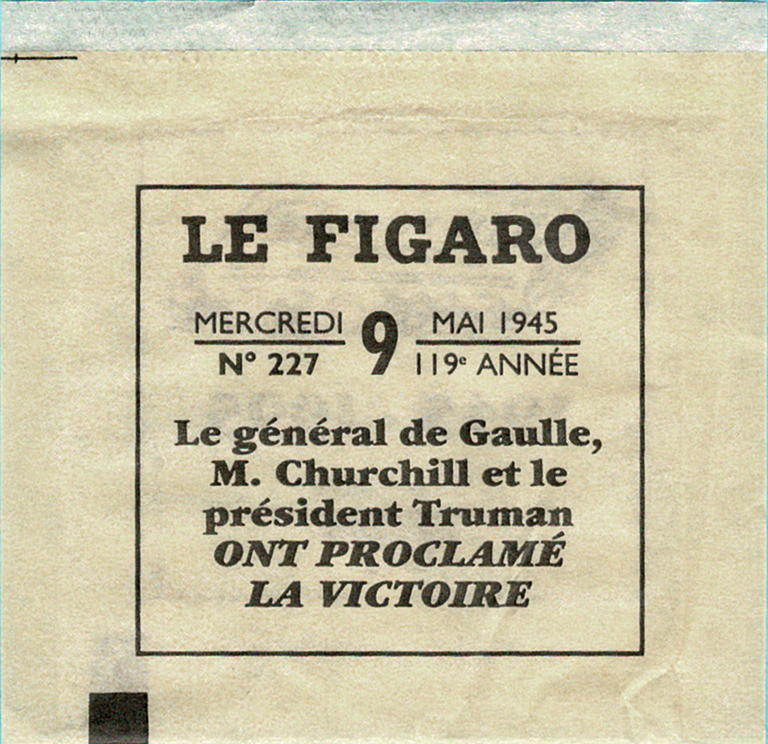 LE FIGARO
MERCREDI 9 MAI 1945
N° 227 119e ANNÉE
Le général de Gaulle,
M. Churchill et le
président Truman
ONT PROCLAMÉ
LA VICTOIRE